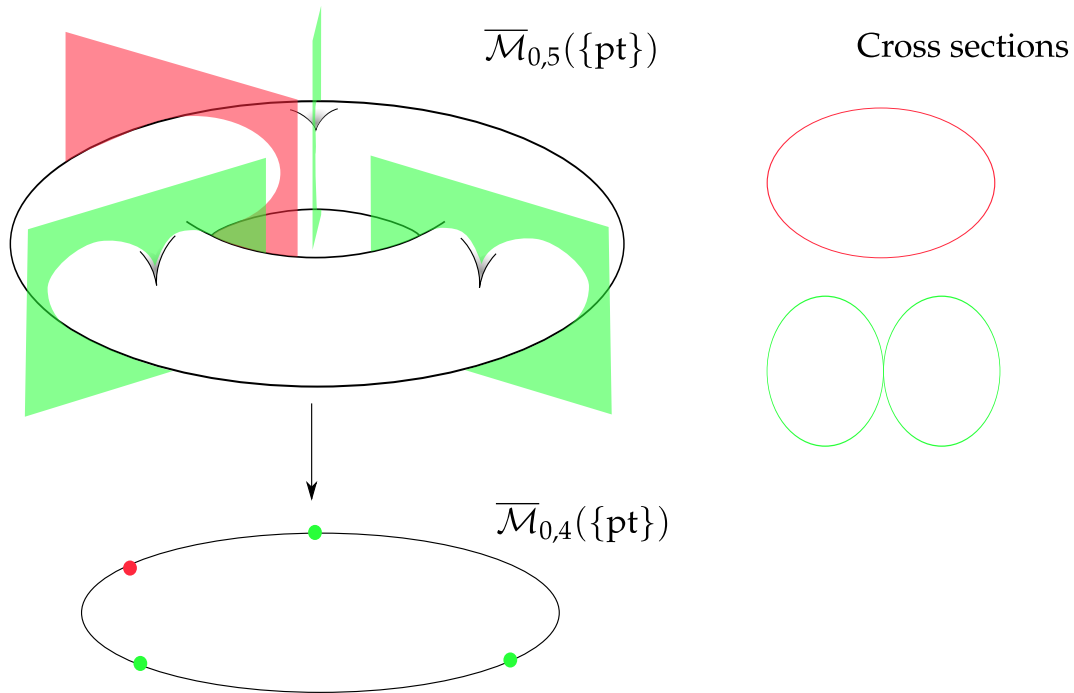 $\overline{\mathcal{M}}_{0,5}(\{\mathrm{pt}\})$
Cross sections
$\overline{\mathcal{M}}_{0,4}(\{\mathrm{pt}\})$